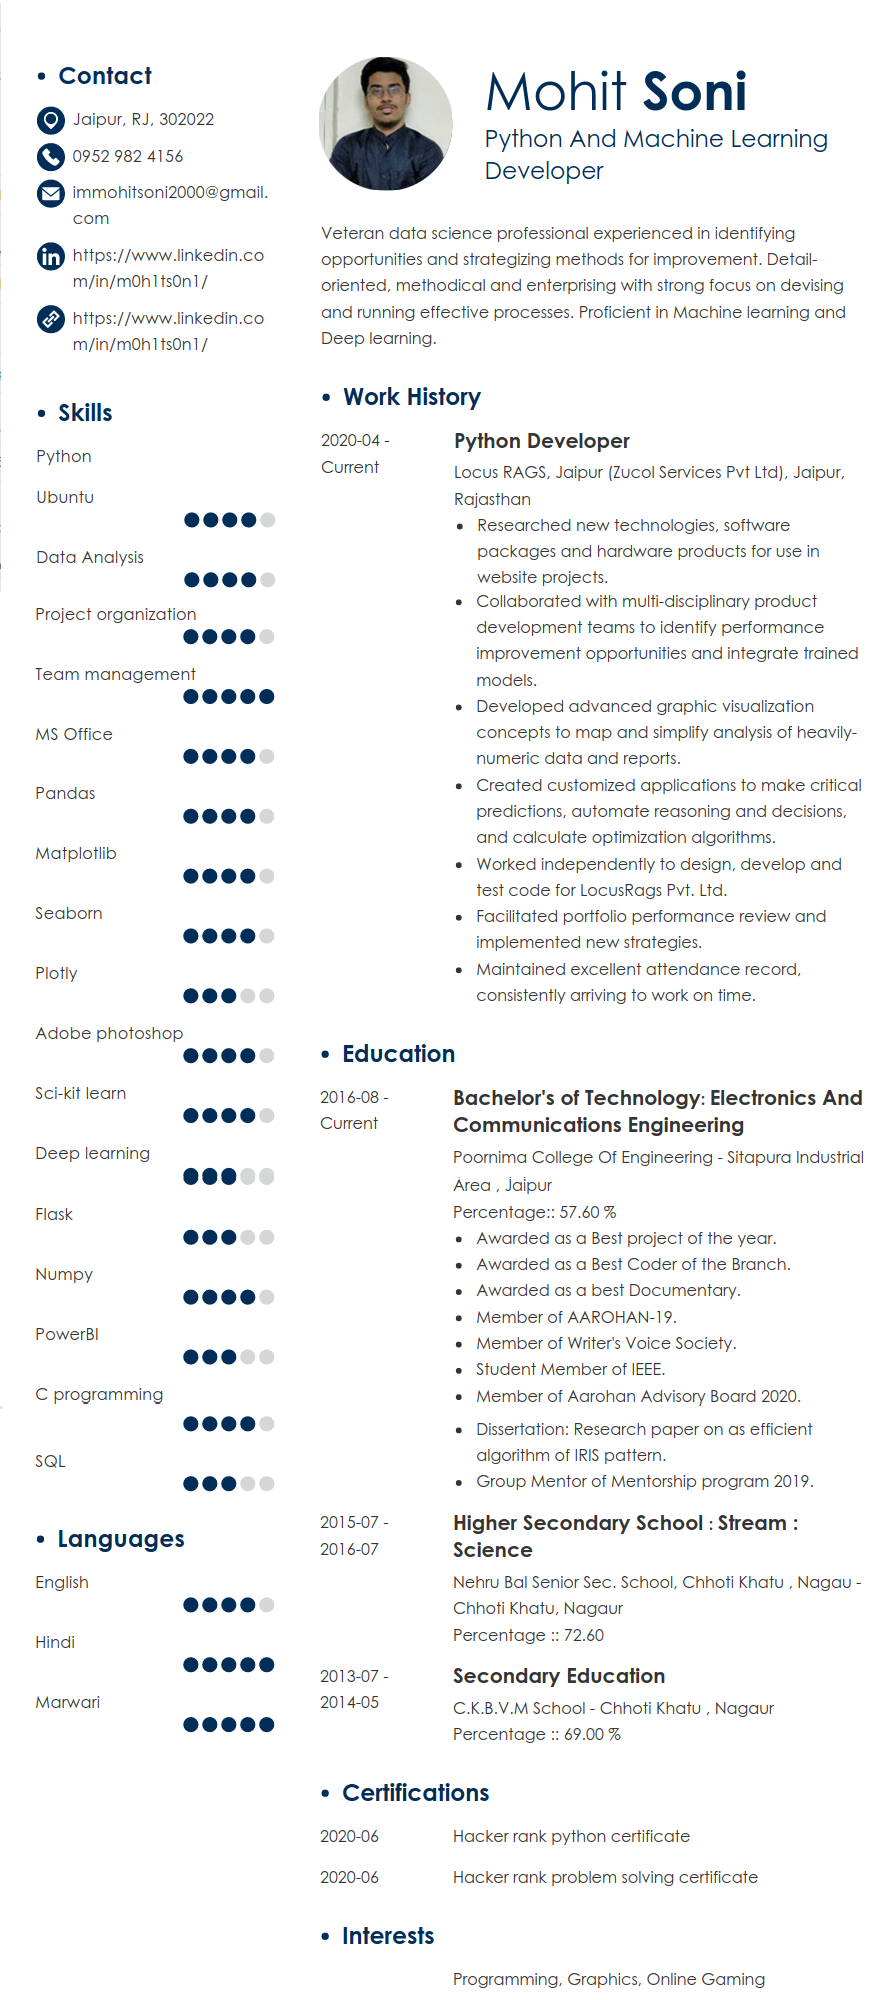 Contact
Jaipur, RJ, 302022
0952 982 4156
immohitsoni2000@gmail.
com
https://www.linkedin.co
m/in/m0h1ts0n1/
https://www.linkedin.co
m/in/m0h1ts0n1/
Skills
Python
Ubuntu
Data Analysis
Project organization
Team management
MS Office
Pandas
Matplotlib
Seaborn
Plotly
Adobe photoshop
Sci-kit learn
Deep learning
Flask
Numpy
PowerBI
C programming
SQL
Languages
English
Hindi
Marwari
Mohit Soni
Python And Machine Learning
Developer
Veteran data science professional experienced in identifying
opportunities and strategizing methods for improvement. Detail-
oriented, methodical and enterprising with strong focus on devising
and running effective processes. Proficient in Machine learning and
Deep learning.
Work History
2020-04 -
Current
Python Developer
Locus RAGS, Jaipur (Zucol Services Pvt Ltd), Jaipur,
Rajasthan
• Researched new technologies, software
packages and hardware products for use in
website projects.
• Collaborated with multi-disciplinary product
development teams to identify performance
improvement opportunities and integrate trained
models.
• Developed advanced graphic visualization
concepts to map and simplify analysis of heavily-
numeric data and reports.
• Created customized applications to make critical
predictions, automate reasoning and decisions,
and calculate optimization algorithms.
• Worked independently to design, develop and
test code for LocusRags Pvt. Ltd.
• Facilitated portfolio performance review and
implemented new strategies.
• Maintained excellent attendance record,
consistently arriving to work on time.
Education
2016-08 -
Current
Bachelor's of Technology: Electronics And
Communications Engineering
Poornima College Of Engineering - Sitapura Industrial
Area , Jaipur
Percentage:: 57.60 %
• Awarded as a Best project of the year.
• Awarded as a Best Coder of the Branch.
• Awarded as a best Documentary.
• Member of AAROHAN-19.
• Member of Writer's Voice Society.
• Student Member of IEEE.
• Member of Aarohan Advisory Board 2020.
• Dissertation: Research paper on as efficient
algorithm of IRIS pattern.
• Group Mentor of Mentorship program 2019.
2015-07 -
2016-07
Higher Secondary School : Stream :
Science
Nehru Bal Senior Sec. School, Chhoti Khatu , Nagau -
Chhoti Khatu, Nagaur
Percentage :: 72.60
2013-07 -
2014-05
Secondary Education
C.K.B.V.M School - Chhoti Khatu , Nagaur
Percentage :: 69.00 %
Certifications
2020-06
Hacker rank python certificate
2020-06
Hacker rank problem solving certificate
Interests
Programming, Graphics, Online Gaming